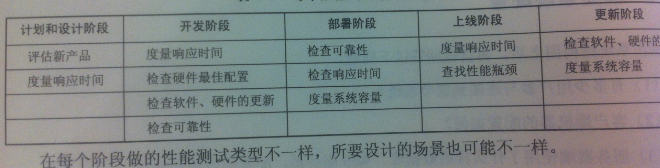 计划和设计阶段 开发阶段 部署阶段 上线阶段 更新阶段
评估新产品 度量响应时间 检查可靠性 度量响应时间 检查软件、硬件的
度量响应时间 检查硬件最佳配置 检查响应时间 查找性能瓶颈 度量系统容量
检查软件、硬件的更新 度量系统容量
检查可靠性
在每个阶段做的性能测试类型不一样，所要设计的场景也可能不一样。